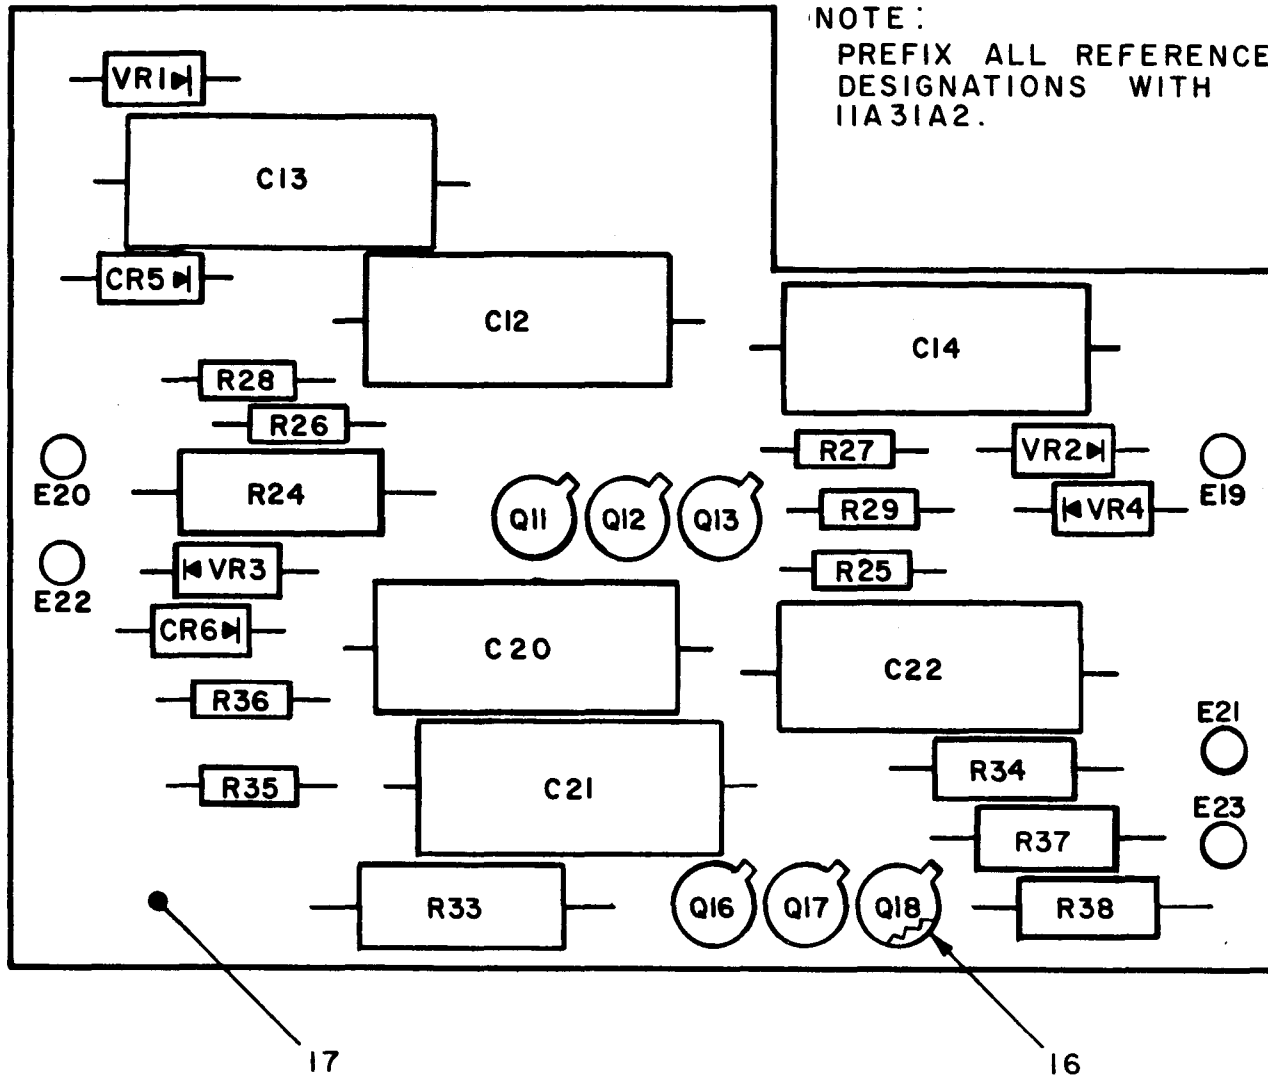 NOTE:
PREFIX ALL REFERENCE
DESIGNATIONS WITH
11A31A2.
VR1
C13
CR5
C12
C14
R28
R26
R27
VR2
E20
R24
Q11
Q12
Q13
R29
VR4
E19
E22
VR3
R25
CR6
C20
C22
R36
E21
R35
C21
R34
E23
R37
R33
Q16
Q17
Q18
R38
17
16